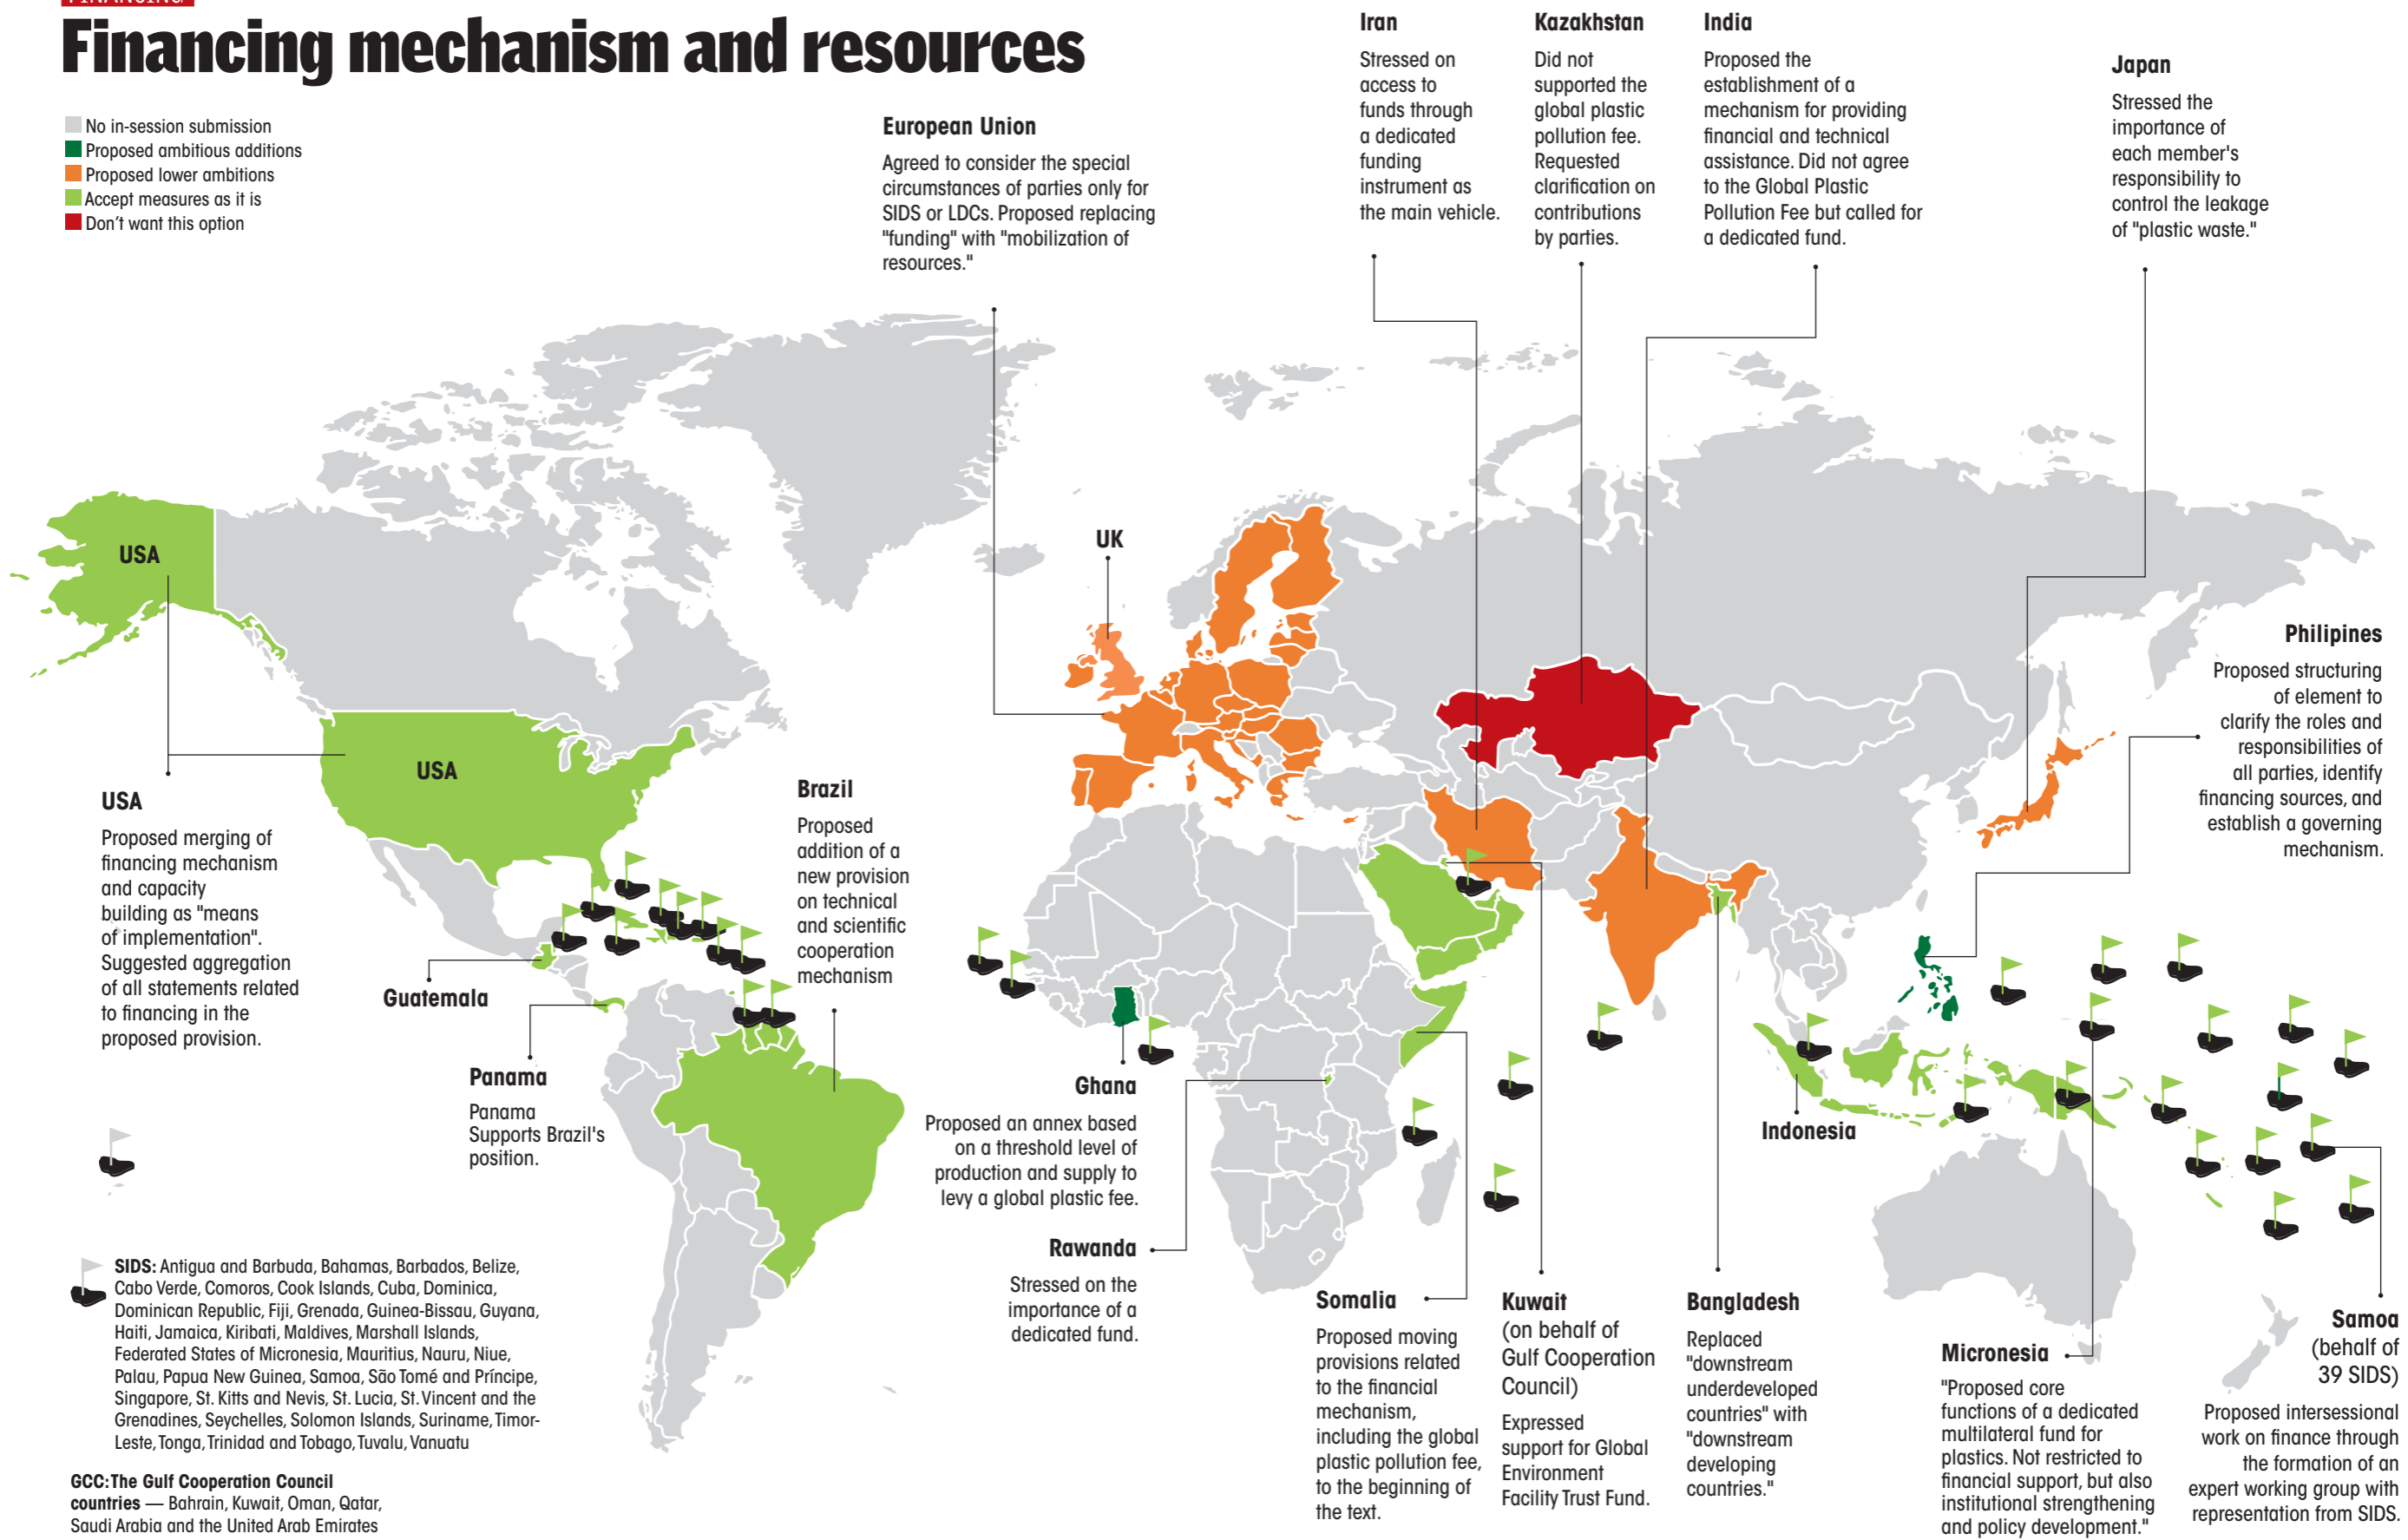 FINANCING
Financing mechanism and resources
No in-session submission
Proposed ambitious additions
Proposed lower ambitions
Accept measures as it is
Don't want this option
European Union
Agreed to consider the special
circumstances of parties only for
SIDS or LDCs. Proposed replacing
"funding" with "mobilization of
resources."
Iran
Stressed on
access to
funds through
a dedicated
funding
instrument as
the main vehicle.
Kazakhstan
Did not
supported the
global plastic
pollution fee.
Requested
clarification on
contributions
by parties.
India
Proposed the
establishment of a
mechanism for providing
financial and technical
assistance. Did not agree
to the Global Plastic
Pollution Fee but called for
a dedicated fund.
Japan
Stressed the
importance of
each member's
responsibility to
control the leakage
of "plastic waste."
USA
UK
USA
Philipines
Proposed structuring
of element to
clarify the roles and
responsibilities of
all parties, identify
financing sources, and
establish a governing
mechanism.
USA
Proposed merging of
financing mechanism
and capacity
building as "means
of implementation".
Suggested aggregation
of all statements related
to financing in the
proposed provision.
Brazil
Proposed
addition of a
new provision
on technical
and scientific
cooperation
mechanism
Guatemala
Panama
Panama
Supports Brazil's
position.
Ghana
Proposed an annex based
on a threshold level of
production and supply to
levy a global plastic fee.
Indonesia
Rawanda
Stressed on the
importance of a
dedicated fund.
Somalia
Proposed moving
provisions related
to the financial
mechanism,
including the global
plastic pollution fee,
to the beginning of
the text.
Kuwait
(on behalf of
Gulf Cooperation
Council)
Expressed
support for Global
Environment
Facility Trust Fund.
Bangladesh
Replaced
"downstream
underdeveloped
countries" with
"downstream
developing
countries."
Micronesia
"Proposed core
functions of a dedicated
multilateral fund for
plastics. Not restricted to
financial support, but also
institutional strengthening
and policy development."
Samoa
(behalf of
39 SIDS)
Proposed intersessional
work on finance through
the formation of an
expert working group with
representation from SIDS.
SIDS: Antigua and Barbuda, Bahamas, Barbados, Belize,
Cabo Verde, Comoros, Cook Islands, Cuba, Dominica,
Dominican Republic, Fiji, Grenada, Guinea-Bissau, Guyana,
Haiti, Jamaica, Kiribati, Maldives, Marshall Islands,
Federated States of Micronesia, Mauritius, Nauru, Niue,
Palau, Papua New Guinea, Samoa, São Tomé and Príncipe,
Singapore, St. Kitts and Nevis, St. Lucia, St. Vincent and the
Grenadines, Seychelles, Solomon Islands, Suriname, Timor-
Leste, Tonga, Trinidad and Tobago, Tuvalu, Vanuatu
GCC: The Gulf Cooperation Council
countries — Bahrain, Kuwait, Oman, Qatar,
Saudi Arabia and the United Arab Emirates